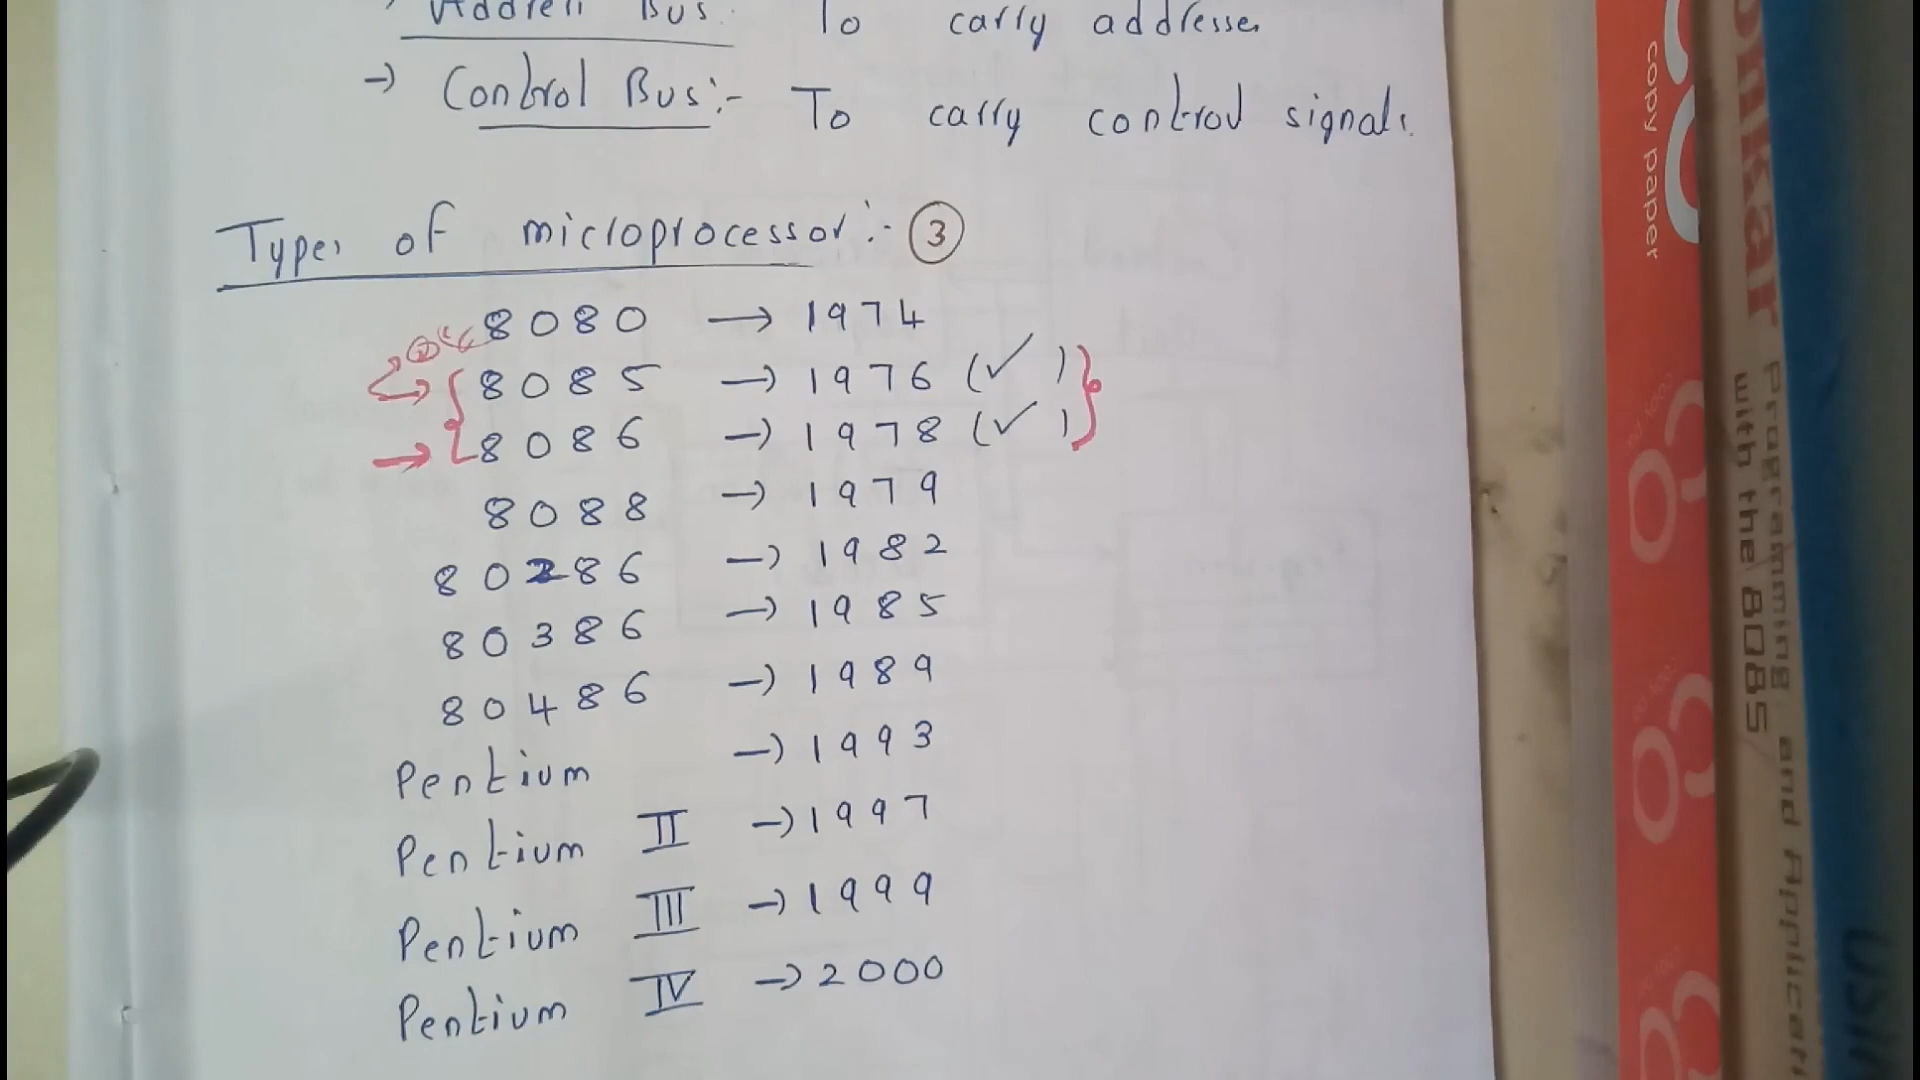 Address Bus:- To carry addresses
→ Control Bus:- To carry control signals.
Types of microprocessor:- ③
8080 → 1974
8085 → 1976 (✓)
8086 → 1978 (✓)
8088 → 1979
80286 → 1982
80386 → 1985
80486 → 1989
Pentium → 1993
Pentium II → 1997
Pentium III → 1999
Pentium IV → 2000
copy paper
onkar
Programming and Applicati
with the 8085